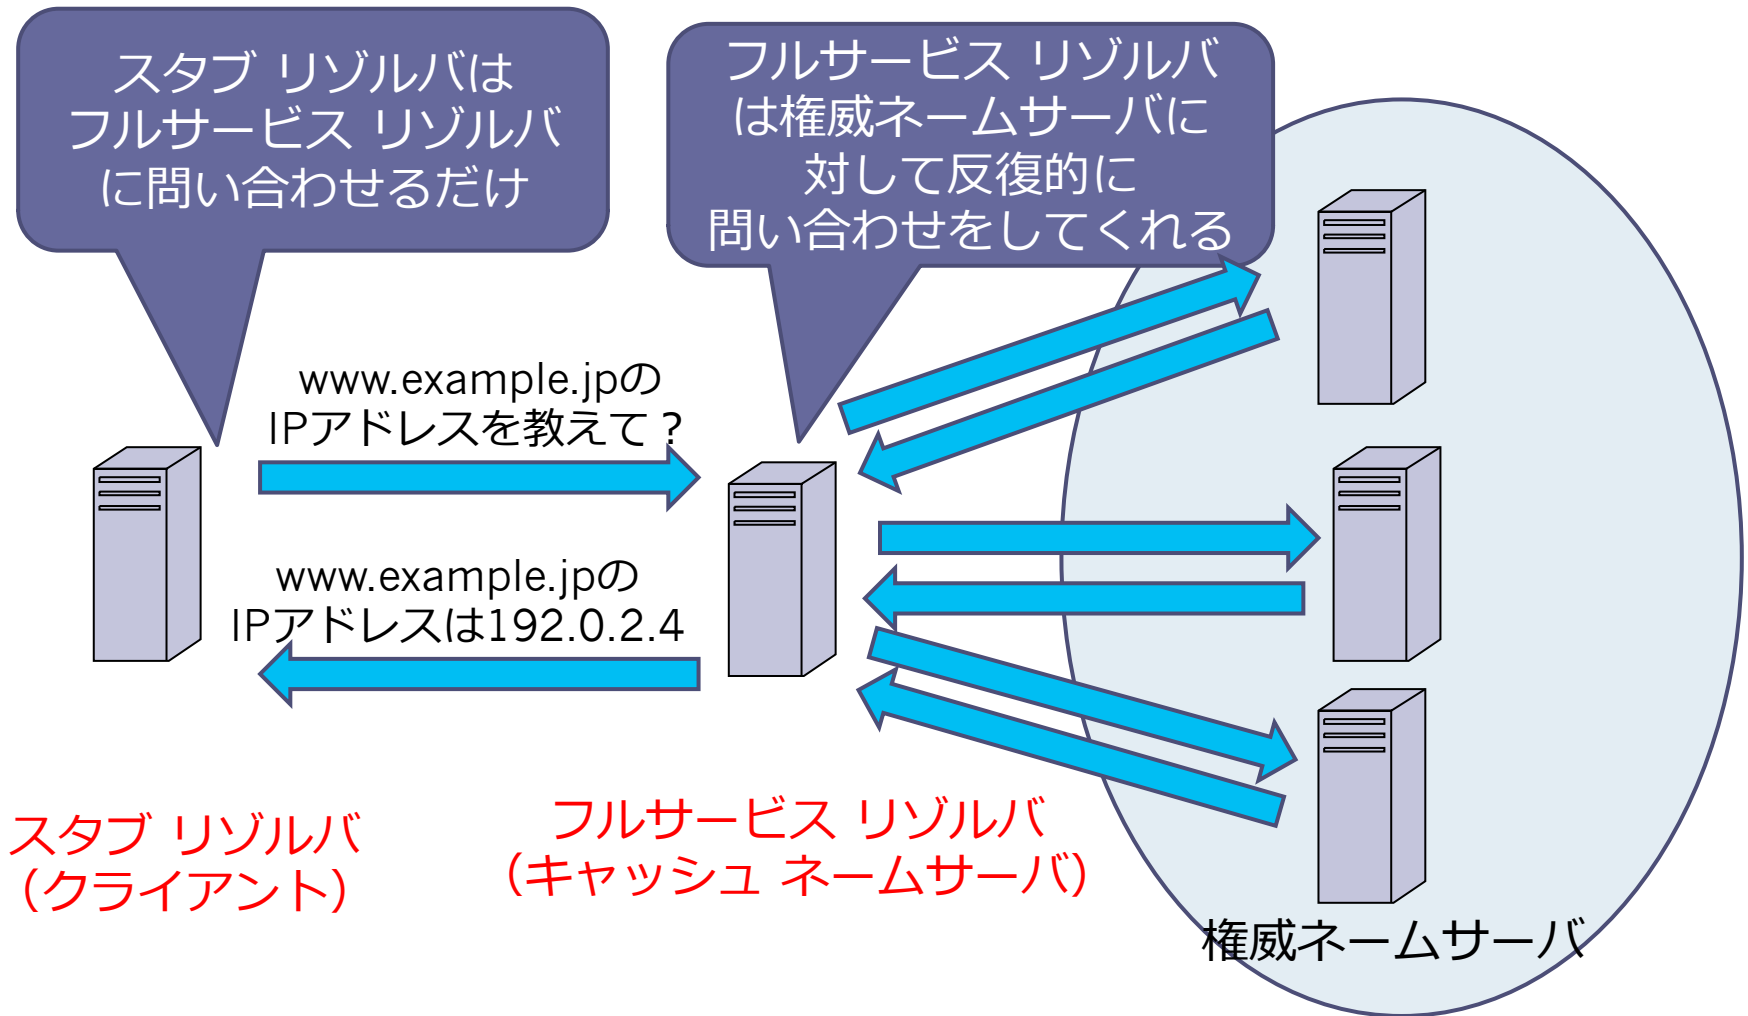 スタブ リゾルバは
フルサービス リゾルバ
に問い合わせるだけ
フルサービス リゾルバ
は権威ネームサーバに
対して反復的に
問い合わせをしてくれる
www.example.jpの
IPアドレスを教えて？
www.example.jpの
IPアドレスは192.0.2.4
スタブ リゾルバ
（クライアント）
フルサービス リゾルバ
（キャッシュ ネームサーバ）
権威ネームサーバ